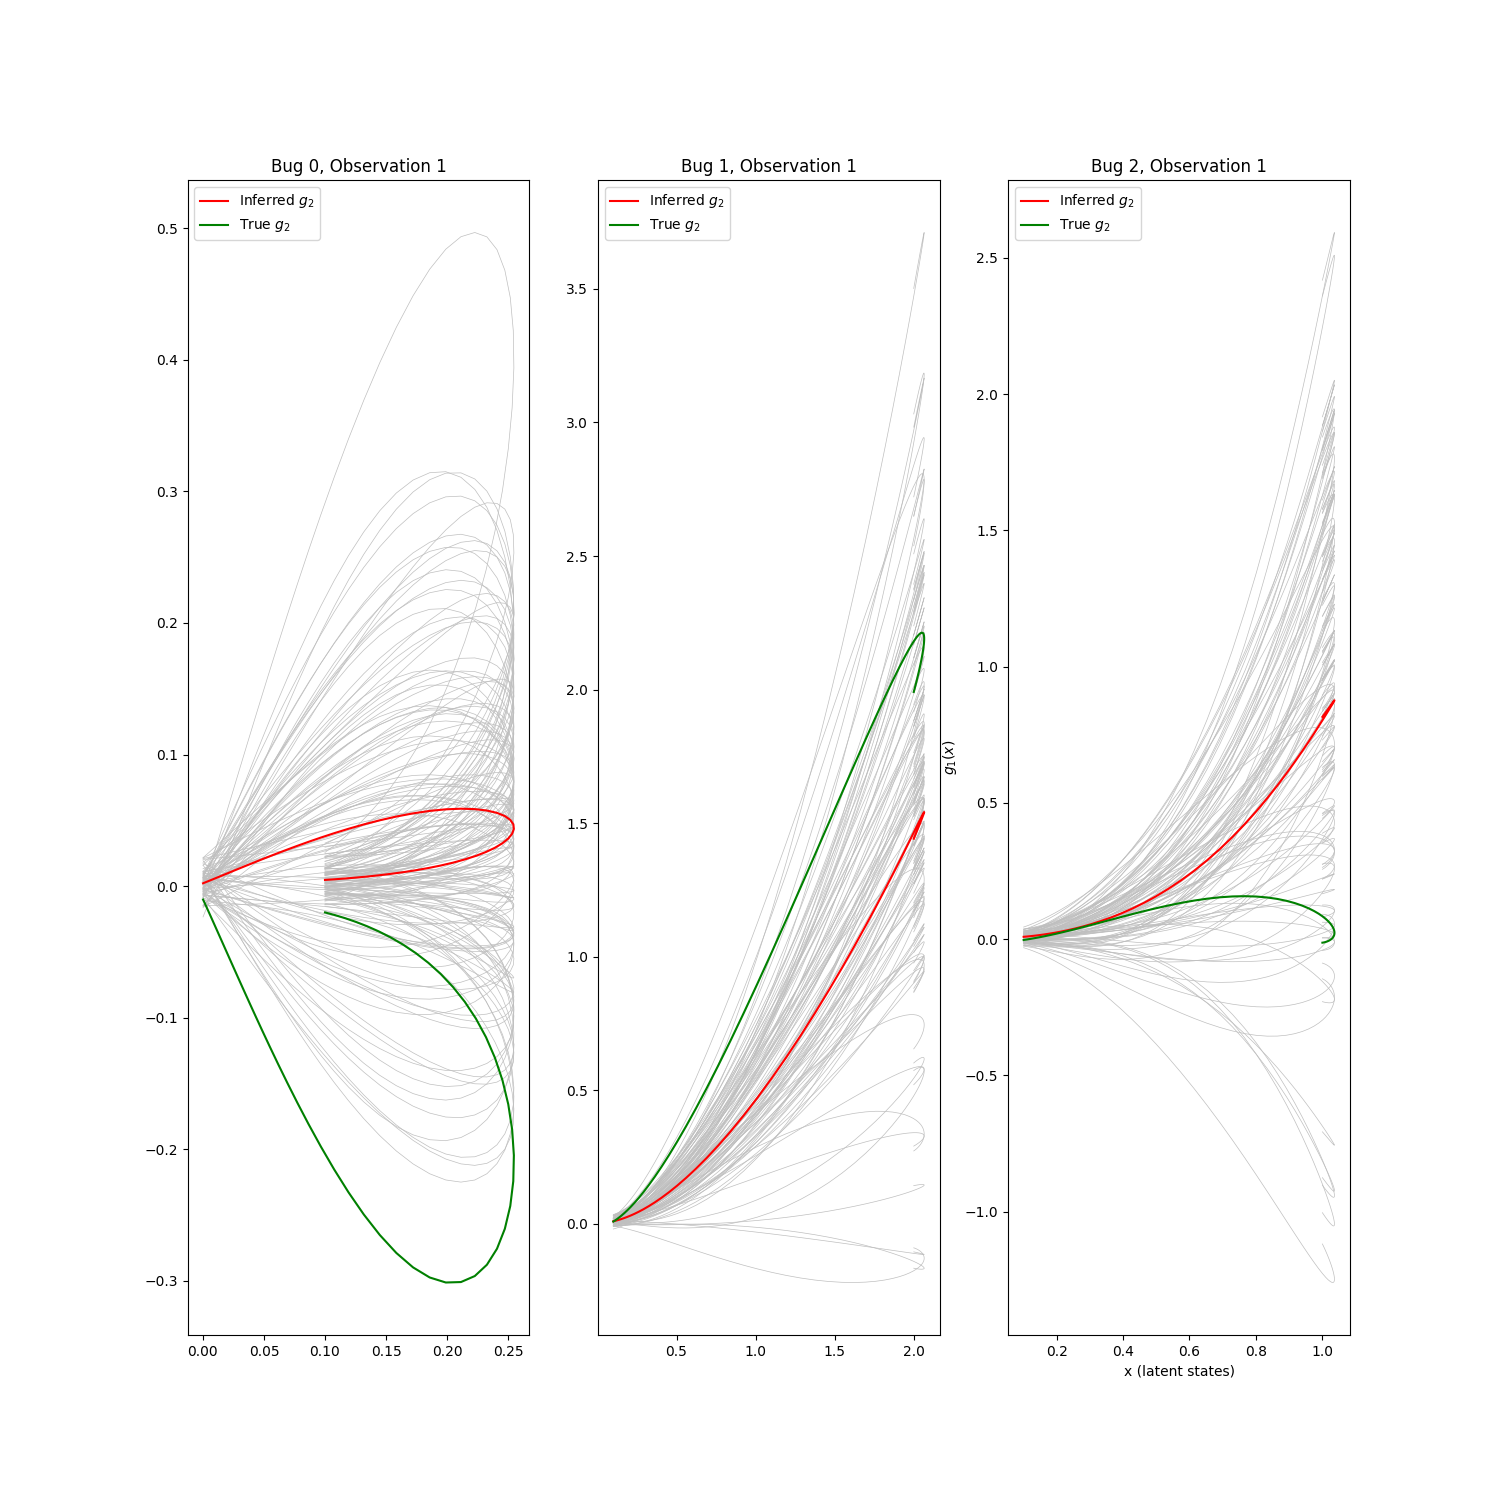 Bug 0, Observation 1
Inferred g₂
True g₂
0.5
0.4
0.3
0.2
0.1
0.0
−0.1
−0.2
−0.3
0.00 0.05 0.10 0.15 0.20 0.25
Bug 1, Observation 1
Inferred g₂
True g₂
3.5
3.0
2.5
2.0
1.5
1.0
0.5
0.0
0.5 1.0 1.5 2.0
Bug 2, Observation 1
Inferred g₂
True g₂
g₁(x)
2.5
2.0
1.5
1.0
0.5
0.0
−0.5
−1.0
0.2 0.4 0.6 0.8 1.0
x (latent states)